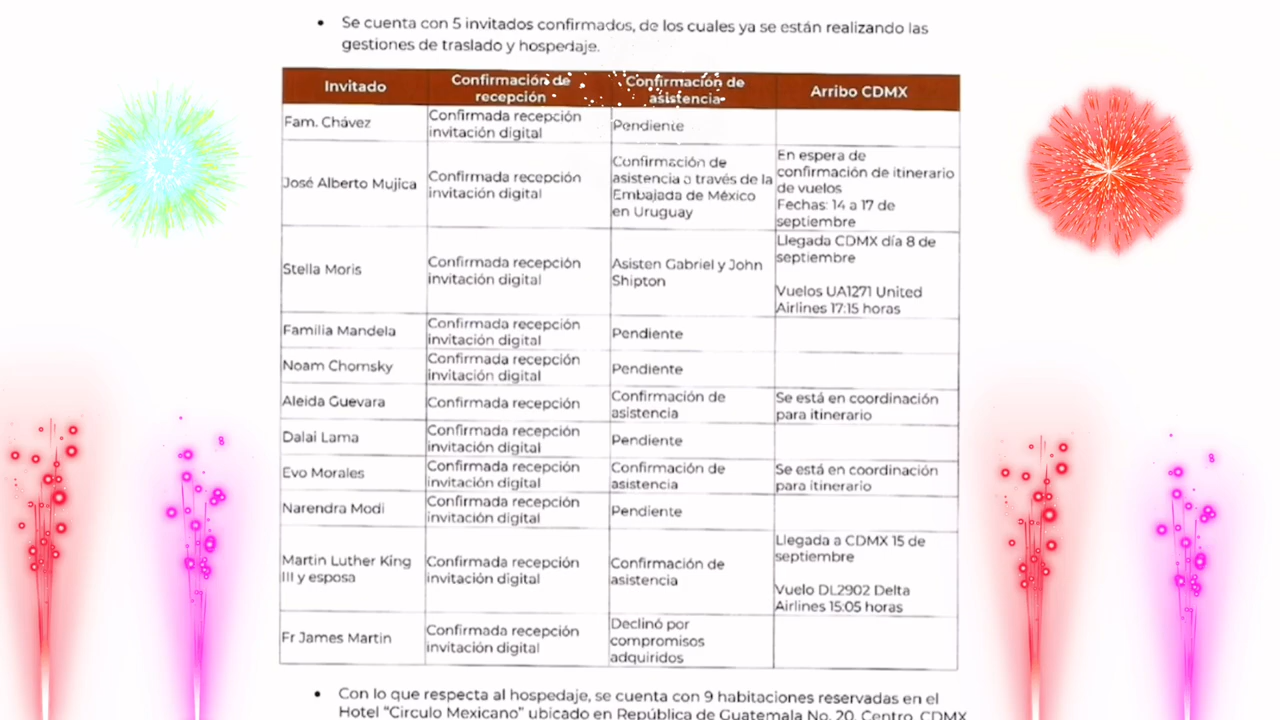 • Se cuenta con 5 invitados confirmados, de los cuales ya se están realizando las
gestiones de traslado y hospedaje.
Invitado
Confirmación de
recepción
Confirmación de
asistencia
Arribo CDMX
Fam. Chávez
Confirmada recepción
invitación digital
Pendiente
José Alberto Mujica
Confirmada recepción
invitación digital
Confirmación de
asistencia a través de la
Embajada de México
en Uruguay
En espera de
confirmación de itinerario
de vuelos
Fechas: 14 a 17 de
septiembre
Stella Moris
Confirmada recepción
invitación digital
Asisten Gabriel y John
Shipton
Llegada CDMX día 8 de
septiembre
Vuelos UA1271 United
Airlines 17:15 horas
Familia Mandela
Confirmada recepción
invitación digital
Pendiente
Noam Chomsky
Confirmada recepción
invitación digital
Pendiente
Aleida Guevara
Confirmada recepción
Confirmación de
asistencia
Se está en coordinación
para itinerario
Dalai Lama
Confirmada recepción
invitación digital
Pendiente
Evo Morales
Confirmada recepción
invitación digital
Confirmación de
asistencia
Se está en coordinación
para itinerario
Narendra Modi
Confirmada recepción
invitación digital
Pendiente
Martin Luther King
III y esposa
Confirmada recepción
invitación digital
Confirmación de
asistencia
Llegada a CDMX 15 de
septiembre
Vuelo DL2902 Delta
Airlines 15:05 horas
Fr James Martin
Confirmada recepción
invitación digital
Declinó por
compromisos
adquiridos
• Con lo que respecta al hospedaje, se cuenta con 9 habitaciones reservadas en el
Hotel "Circulo Mexicano" ubicado en República de Guatemala No. 20, Centro, CDMX